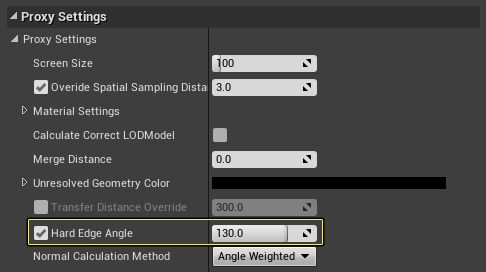 Proxy Settings
Proxy Settings
Screen Size 100
Overide Spatial Sampling Dista 3.0
Material Settings
Calculate Correct LODModel
Merge Distance 0.0
Unresolved Geometry Color
Transfer Distance Override 300.0
Hard Edge Angle 130.0
Normal Calculation Method Angle Weighted